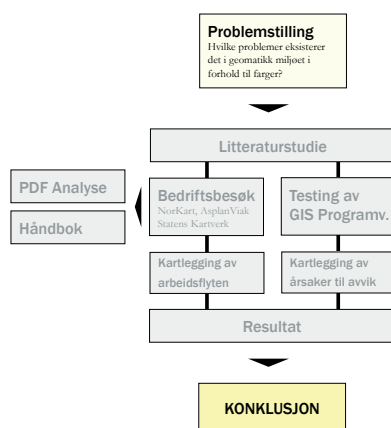 Problemstilling
Hvilke problemer eksisterer
det i geomatikk miljøet i
forhold til farger?
Litteraturstudie
PDF Analyse
Håndbok
Bedriftsbesøk
NorKart, AsplanViak
Statens Kartverk
Testing av
GIS Programv.
Kartlegging av
arbeidsflyten
Kartlegging av
årsaker til avvik
Resultat
KONKLUSJON